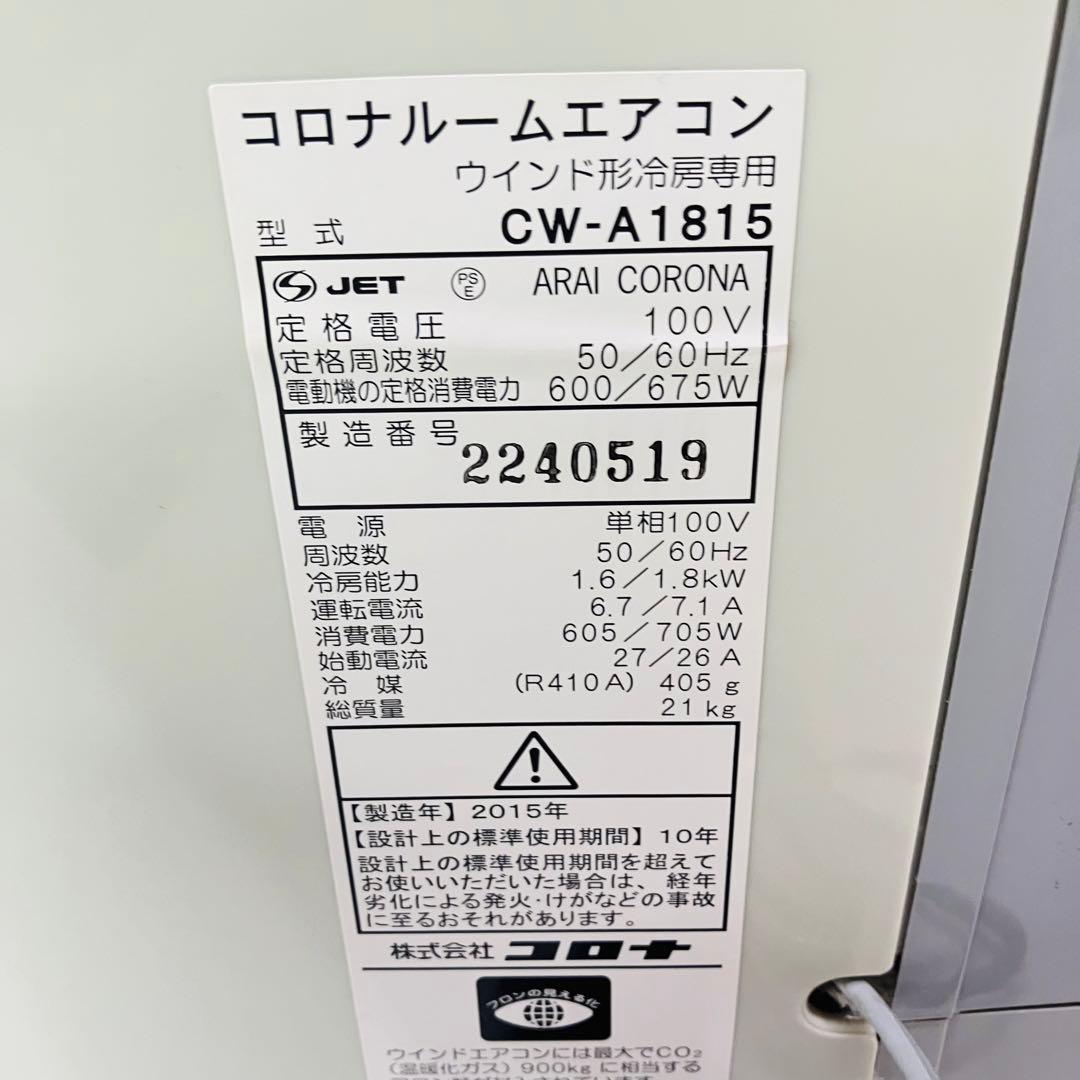 コロナルームエアコン
ウインド形冷房専用
型式 CW-A1815
JET PS E ARAI CORONA
定格電圧 100V
定格周波数 50/60Hz
電動機の定格消費電力 600/675W
製造番号 2240519
電源 単相100V
周波数 50/60Hz
冷房能力 1.6/1.8kW
運転電流 6.7/7.1A
消費電力 605/705W
始動電流 27/26A
冷媒 (R410A) 405g
総質量 21kg
【製造年】2015年
【設計上の標準使用期間】10年
設計上の標準使用期間を超えて
お使いいただいた場合は、経年
劣化による発火・けがなどの事故
に至るおそれがあります。
株式会社 コロナ
フロンの見える化
ウインドエアコンには最大でCO₂
(温暖化ガス)900kgに相当する